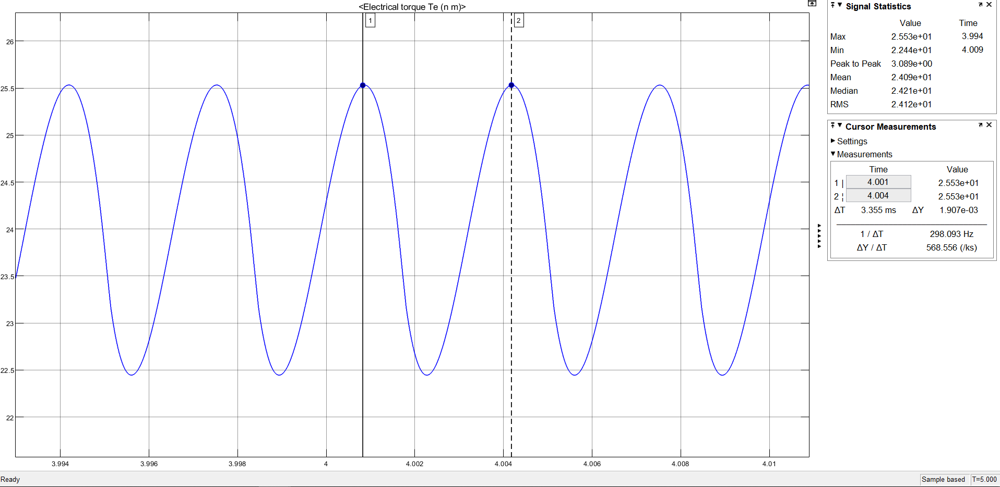 <Electrical torque Te (n m)>
1
2
26
25.5
25
24.5
24
23.5
23
22.5
22
3.994
3.996
3.998
4
4.002
4.004
4.006
4.008
4.01
Signal Statistics
Value Time
Max 2.553e+01 3.994
Min 2.244e+01 4.009
Peak to Peak 3.089e+00
Mean 2.409e+01
Median 2.421e+01
RMS 2.412e+01
Cursor Measurements
Settings
Measurements
Time Value
1 | 4.001 2.553e+01
2 ¦ 4.004 2.553e+01
ΔT 3.355 ms ΔY 1.907e-03
1 / ΔT 298.093 Hz
ΔY / ΔT 568.556 (/ks)
Ready
Sample based
T=5.000